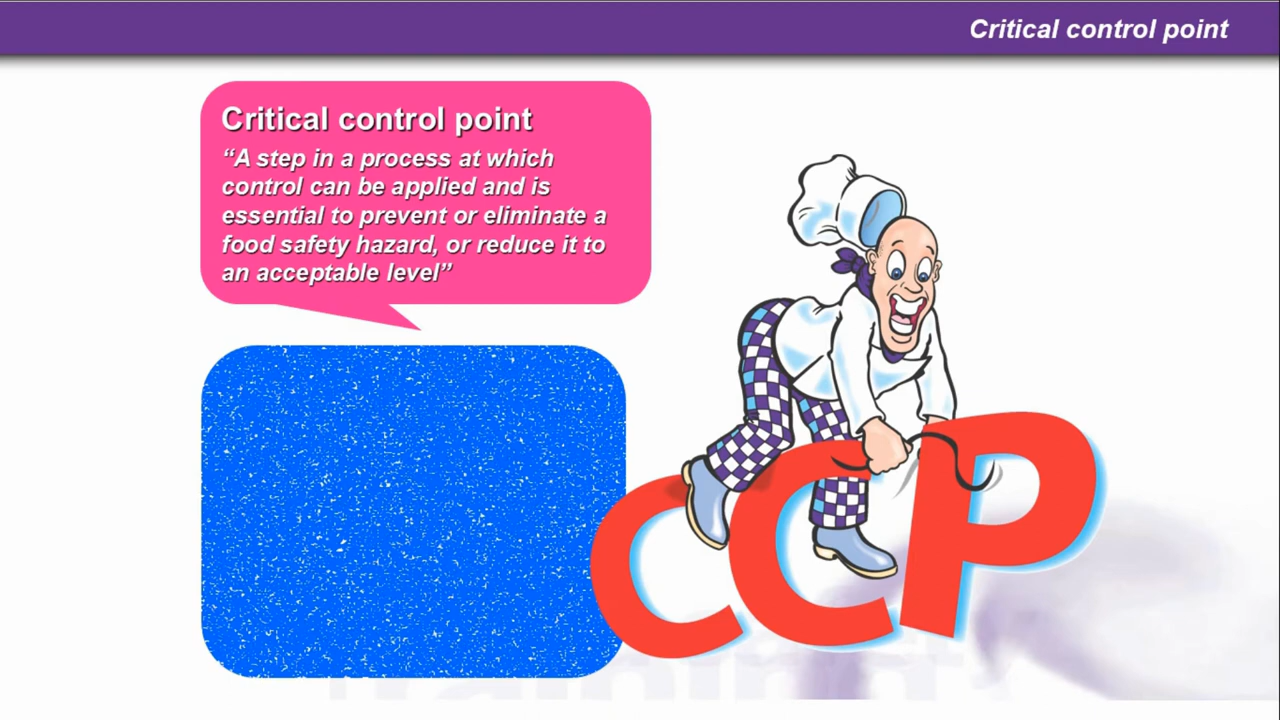 Critical control point
Critical control point
“A step in a process at which
control can be applied and is
essential to prevent or eliminate a
food safety hazard, or reduce it to
an acceptable level”
CCP